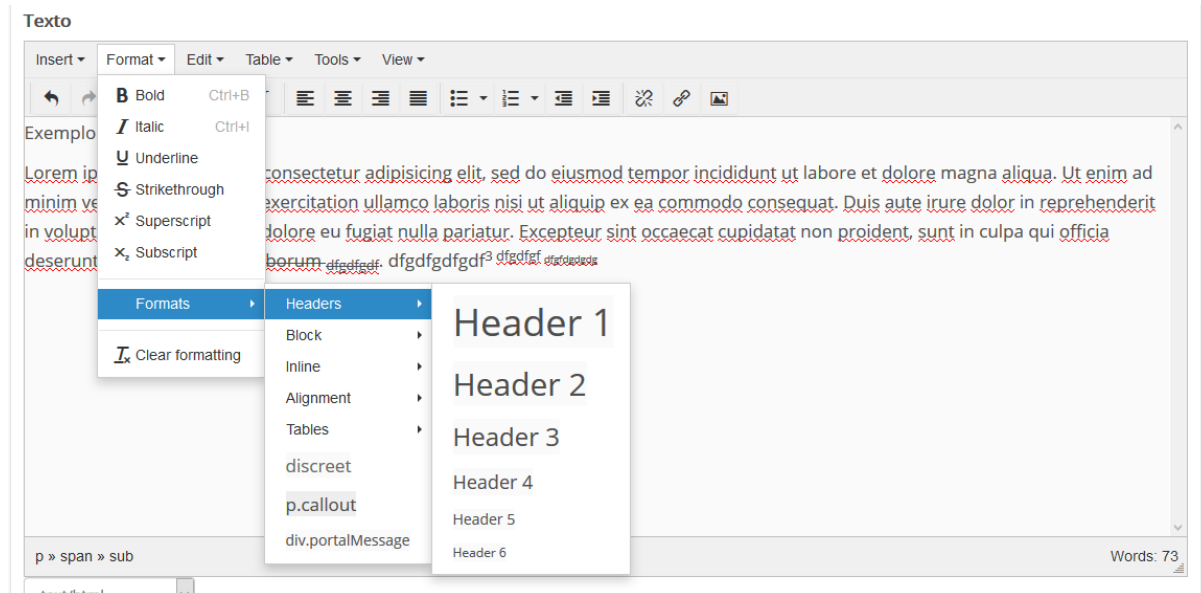 Texto
Insert Format Edit Table Tools View
B Bold Ctrl+B
I Italic Ctrl+I
U Underline
S Strikethrough
x² Superscript
x₂ Subscript
Formats
Clear formatting
Headers
Block
Inline
Alignment
Tables
discreet
p.callout
div.portalMessage
Header 1
Header 2
Header 3
Header 4
Header 5
Header 6
Exemplo
Lorem ip consectetur adipisicing elit, sed do eiusmod tempor incididunt ut labore et dolore magna aliqua. Ut enim ad
minim ve exercitation ullamco laboris nisi ut aliquip ex ea commodo consequat. Duis aute irure dolor in reprehenderit
in volupt dolore eu fugiat nulla pariatur. Excepteur sint occaecat cupidatat non proident, sunt in culpa qui officia
deserunt borum dfgdfgdf. dfgdfgdfgdf3 dfgdfgf
p » span » sub
Words: 73